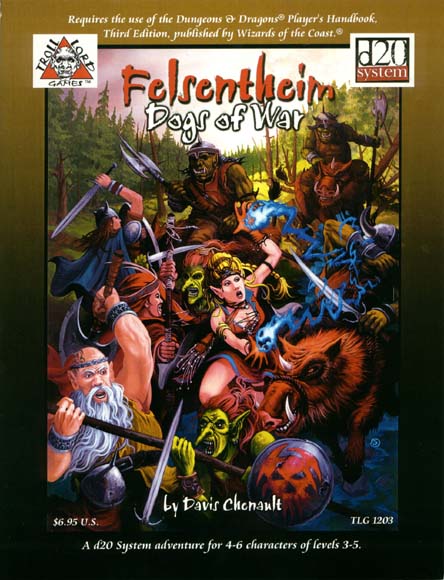 Requires the use of the Dungeons & Dragons® Player's Handbook,
Third Edition, published by Wizards of the Coast.®
TROLL LORD
GAMES™
d20
system
Felsentheim
Dogs of War
by Davis Chenault
$6.95 U.S.
TLG 1203
A d20 System adventure for 4-6 characters of levels 3-5.